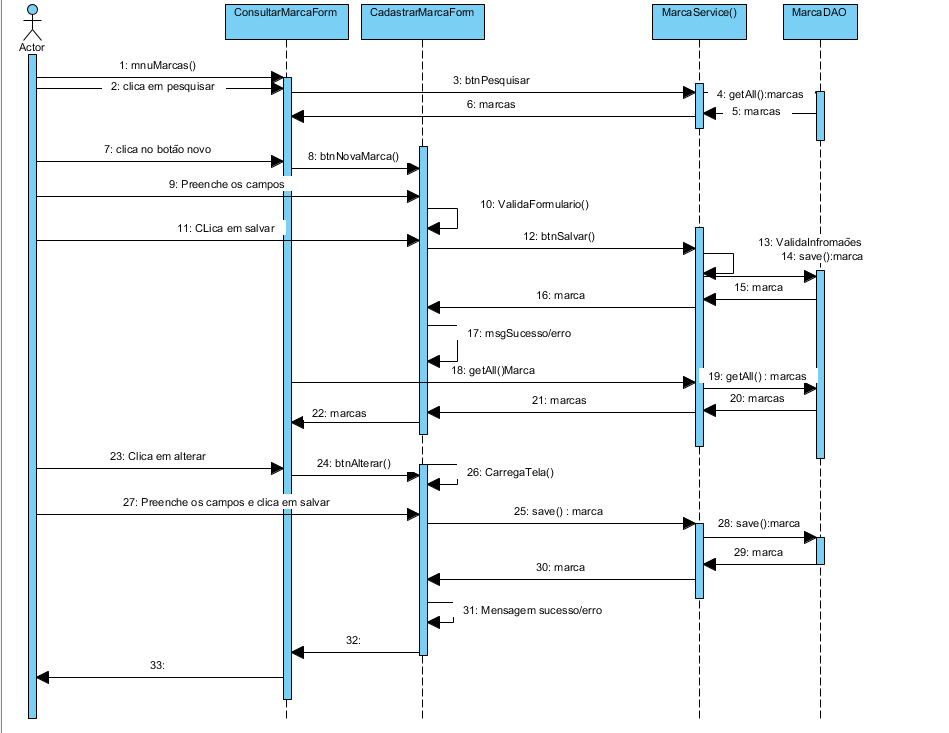 ConsultarMarcaForm
CadastrarMarcaForm
MarcaService()
MarcaDAO
Actor
1: mnuMarcas()
2: clica em pesquisar
3: btnPesquisar
4: getAll():marcas
5: marcas
6: marcas
7: clica no botão novo
8: btnNovaMarca()
9: Preenche os campos
10: ValidaFormulario()
11: CLica em salvar
12: btnSalvar()
13: ValidaInfromaões
14: save():marca
15: marca
16: marca
17: msgSucesso/erro
18: getAll()Marca
19: getAll() : marcas
20: marcas
21: marcas
22: marcas
23: Clica em alterar
24: btnAlterar()
26: CarregaTela()
27: Preenche os campos e clica em salvar
25: save() : marca
28: save():marca
29: marca
30: marca
31: Mensagem sucesso/erro
32:
33: